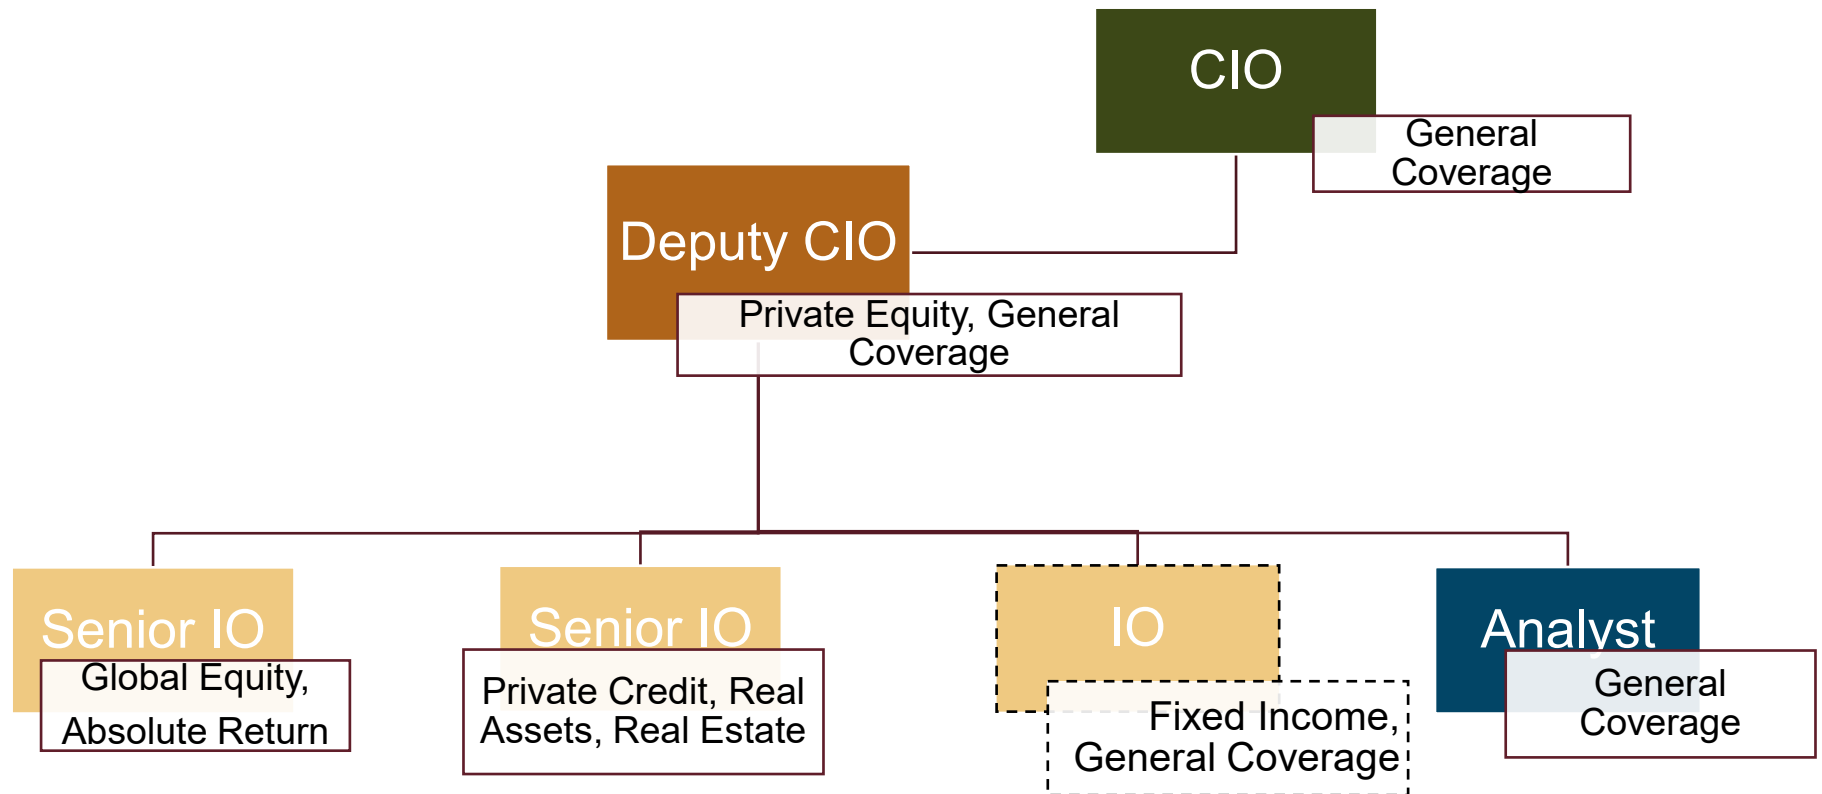 CIO
General
Coverage
Deputy CIO
Private Equity, General
Coverage
Senior IO
Global Equity,
Absolute Return
Senior IO
Private Credit, Real
Assets, Real Estate
IO
Fixed Income,
General Coverage
Analyst
General
Coverage